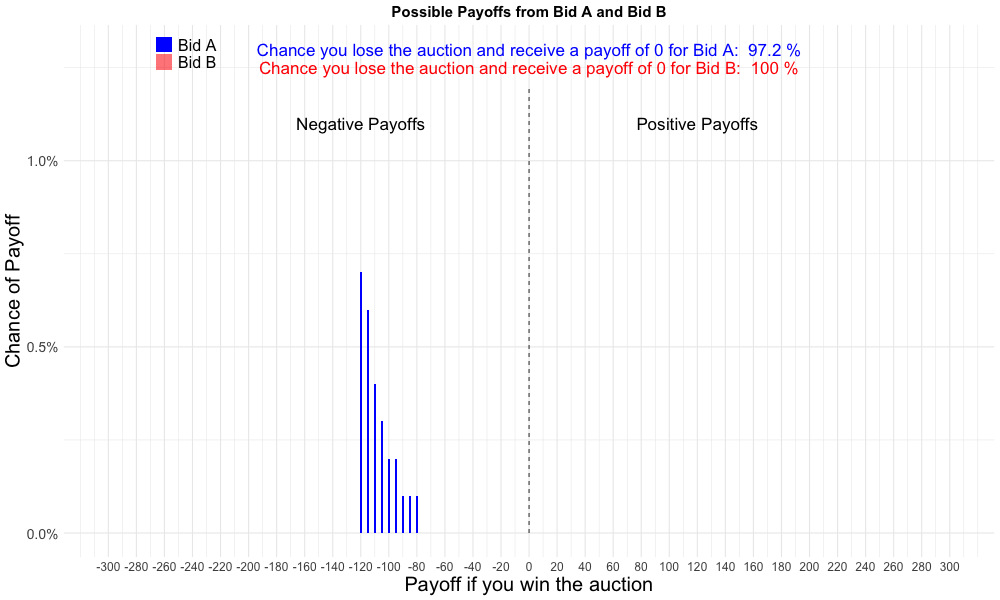 Possible Payoffs from Bid A and Bid B
Bid A
Bid B
Chance you lose the auction and receive a payoff of 0 for Bid A:  97.2 %
Chance you lose the auction and receive a payoff of 0 for Bid B:  100 %
Negative Payoffs
Positive Payoffs
Chance of Payoff
1.0%
0.5%
0.0%
-300 -280 -260 -240 -220 -200 -180 -160 -140 -120 -100 -80 -60 -40 -20 0 20 40 60 80 100 120 140 160 180 200 220 240 260 280 300
Payoff if you win the auction